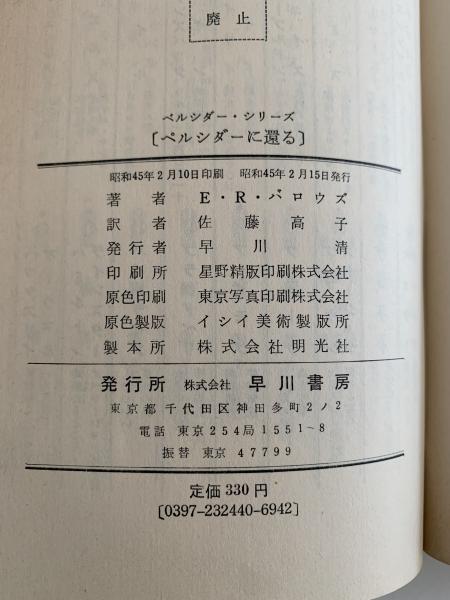 廃止
ペルシダー・シリーズ
〔ペルシダーに還る〕
昭和45年2月10日印刷 昭和45年2月15日発行
著者 E・R・バロウズ
訳者 佐藤高子
発行者 早川清
印刷所 星野精版印刷株式会社
原色印刷 東京写真印刷株式会社
原色製版 イシイ美術製版所
製本所 株式会社明光社
発行所 株式会社 早川書房
東京都千代田区神田多町2ノ2
電話 東京254局1551~8
振替 東京 47799
定価330円
〔0397-232440-6942〕